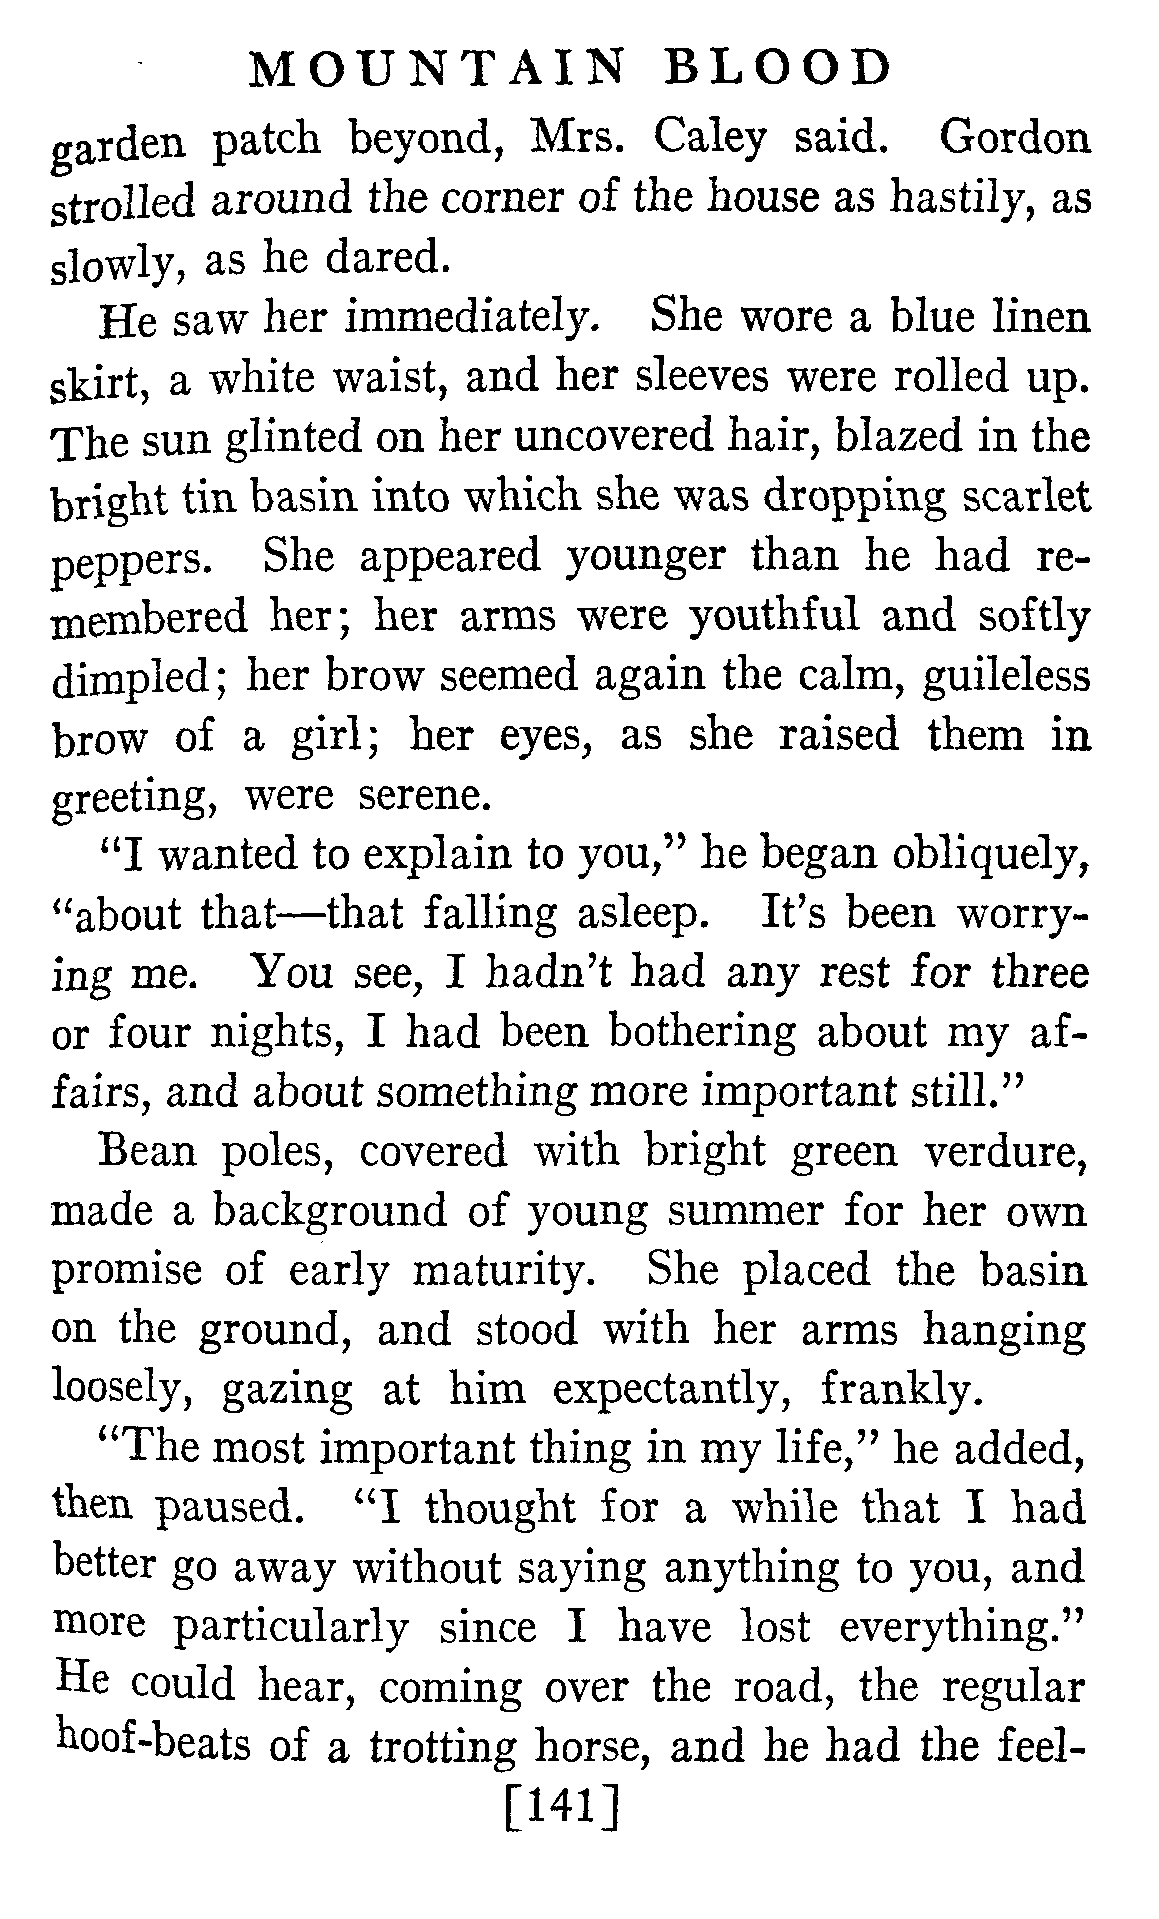 MOUNTAIN BLOOD
garden patch beyond, Mrs. Caley said. Gordon
strolled around the corner of the house as hastily, as
slowly, as he dared.
He saw her immediately. She wore a blue linen
skirt, a white waist, and her sleeves were rolled up.
The sun glinted on her uncovered hair, blazed in the
bright tin basin into which she was dropping scarlet
peppers. She appeared younger than he had re-
membered her; her arms were youthful and softly
dimpled; her brow seemed again the calm, guileless
brow of a girl; her eyes, as she raised them in
greeting, were serene.
“I wanted to explain to you,” he began obliquely,
“about that—that falling asleep. It's been worry-
ing me. You see, I hadn't had any rest for three
or four nights, I had been bothering about my af-
fairs, and about something more important still.”
Bean poles, covered with bright green verdure,
made a background of young summer for her own
promise of early maturity. She placed the basin
on the ground, and stood with her arms hanging
loosely, gazing at him expectantly, frankly.
“The most important thing in my life,” he added,
then paused. “I thought for a while that I had
better go away without saying anything to you, and
more particularly since I have lost everything.”
He could hear, coming over the road, the regular
hoof-beats of a trotting horse, and he had the feel-
[141]